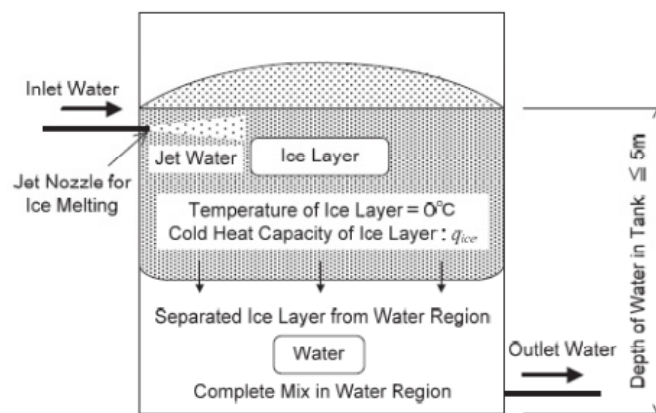 Inlet Water
Jet Water
Ice Layer
Jet Nozzle for
Ice Melting
Temperature of Ice Layer = 0℃
Cold Heat Capacity of Ice Layer : qice
Separated Ice Layer from Water Region
Water
Complete Mix in Water Region
Outlet Water
Depth of Water in Tank, ≦ 5m